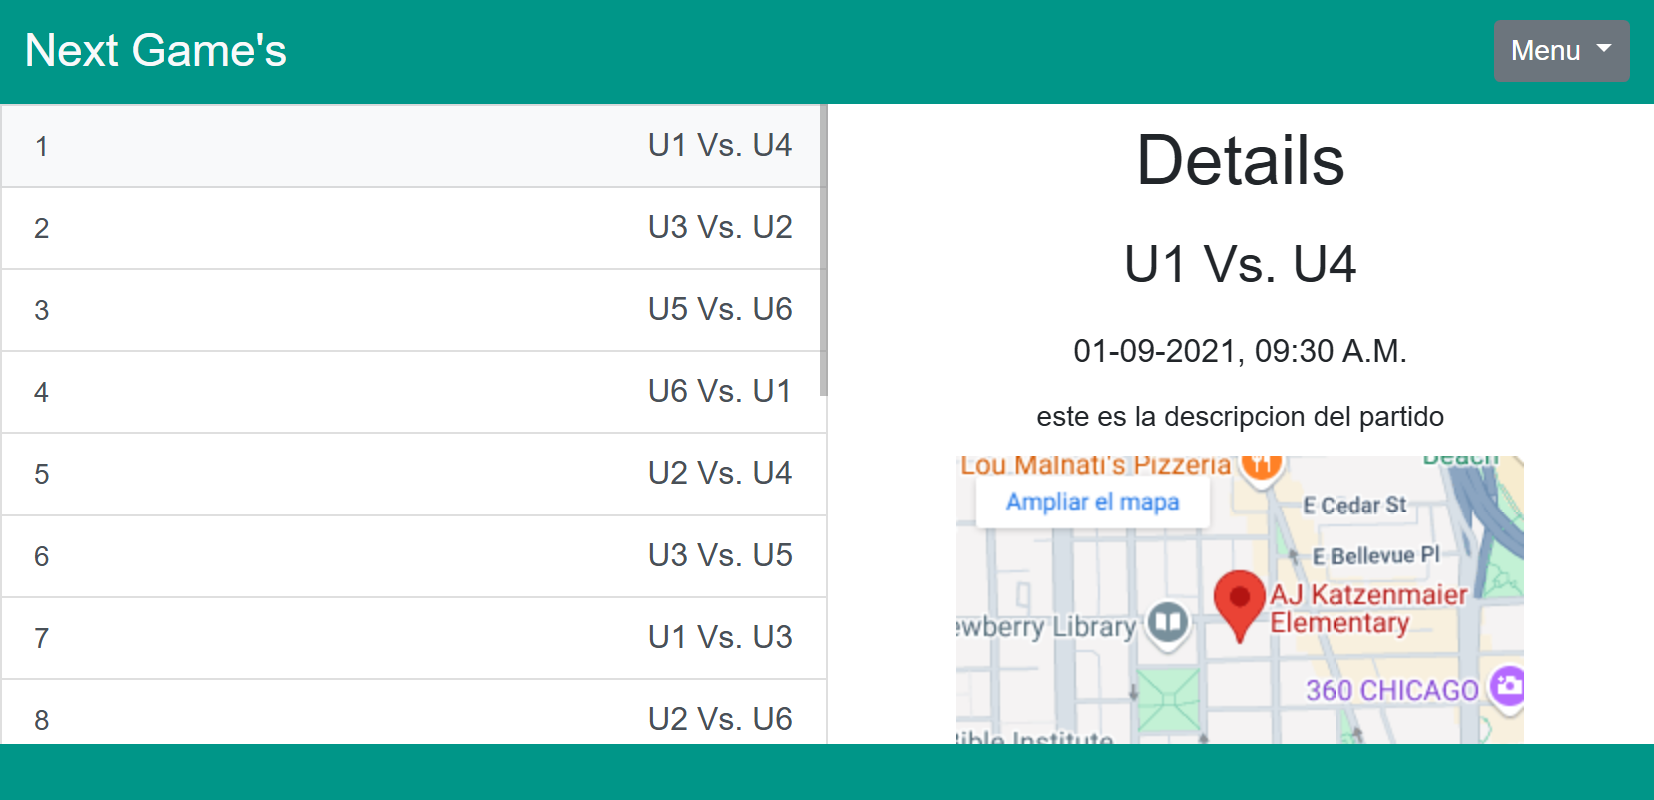 Next Game's
Menu
1 U1 Vs. U4
2 U3 Vs. U2
3 U5 Vs. U6
4 U6 Vs. U1
5 U2 Vs. U4
6 U3 Vs. U5
7 U1 Vs. U3
8 U2 Vs. U6
Details
U1 Vs. U4
01-09-2021, 09:30 A.M.
este es la descripcion del partido
Lou Malnati's Pizzeria
Beach
Ampliar el mapa
E Cedar St
E Bellevue Pl
AJ Katzenmaier
Elementary
ewberry Library
360 CHICAGO
Bible Institute